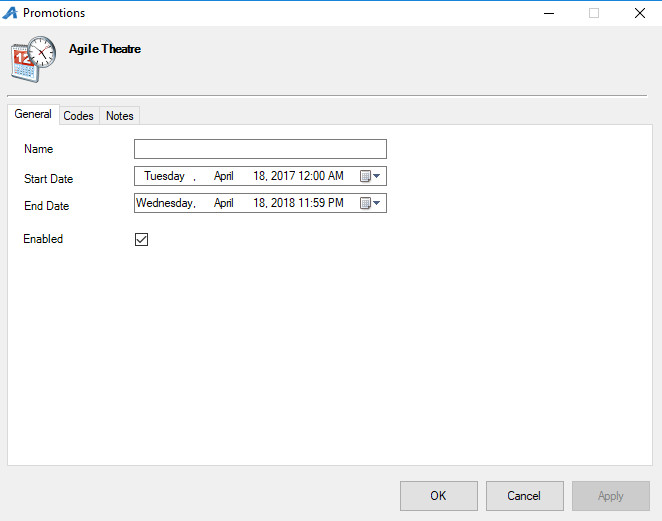 Promotions
12
Agile Theatre
General Codes Notes
Name
Start Date Tuesday , April 18, 2017 12:00 AM
End Date Wednesday, April 18, 2018 11:59 PM
Enabled
OK Cancel Apply